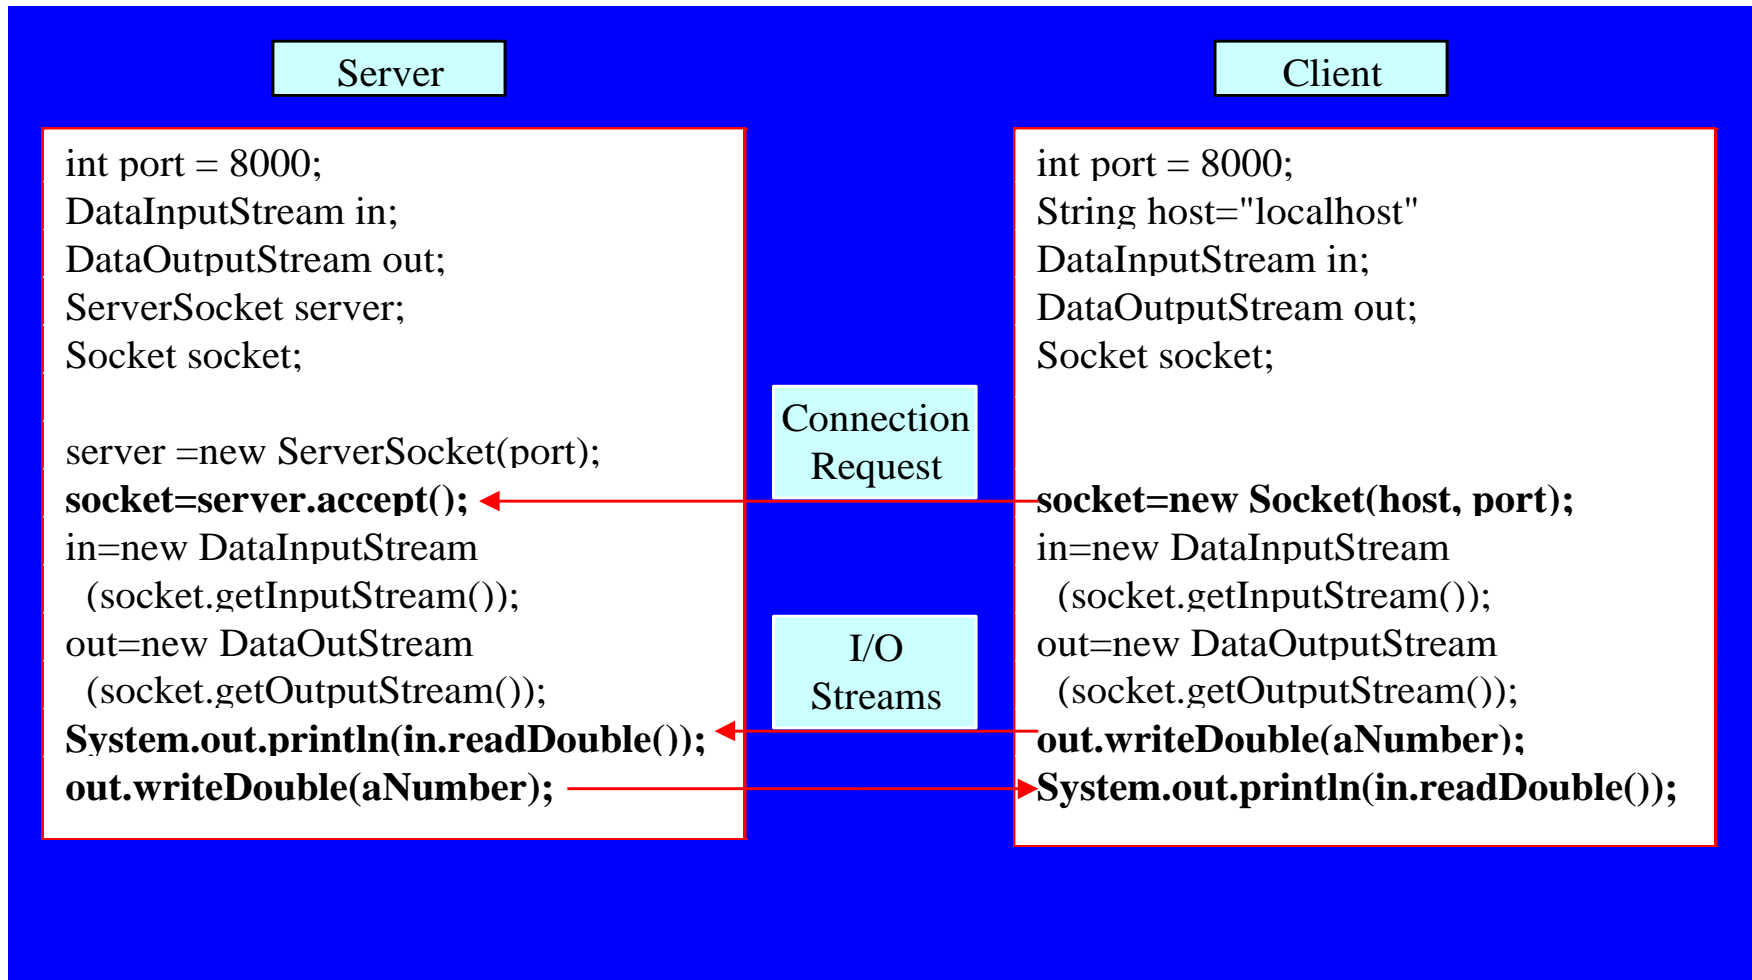 Server
int port = 8000;
DataInputStream in;
DataOutputStream out;
ServerSocket server;
Socket socket;
server =new ServerSocket(port);
socket=server.accept();
in=new DataInputStream
(socket.getInputStream());
out=new DataOutStream
(socket.getOutputStream());
System.out.println(in.readDouble());
out.writeDouble(aNumber);
Connection
Request
I/O
Streams
Client
int port = 8000;
String host="localhost"
DataInputStream in;
DataOutputStream out;
Socket socket;
socket=new Socket(host, port);
in=new DataInputStream
(socket.getInputStream());
out=new DataOutputStream
(socket.getOutputStream());
out.writeDouble(aNumber);
System.out.println(in.readDouble());